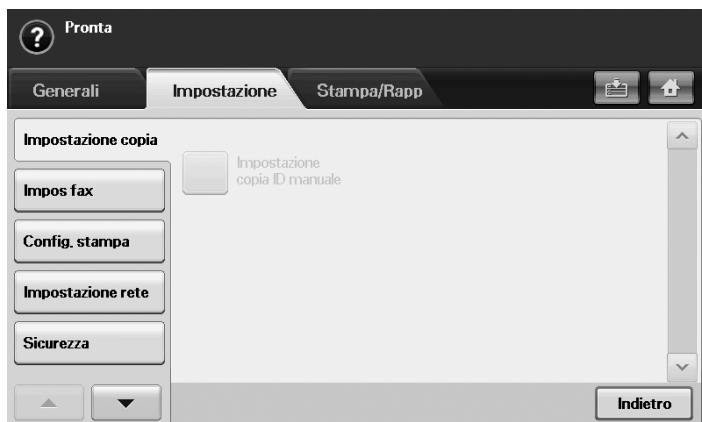 ?
Pronta
Generali
Impostazione
Stampa/Rapp
Impostazione copia
Impos fax
Config. stampa
Impostazione rete
Sicurezza
Impostazione
copia ID manuale
Indietro